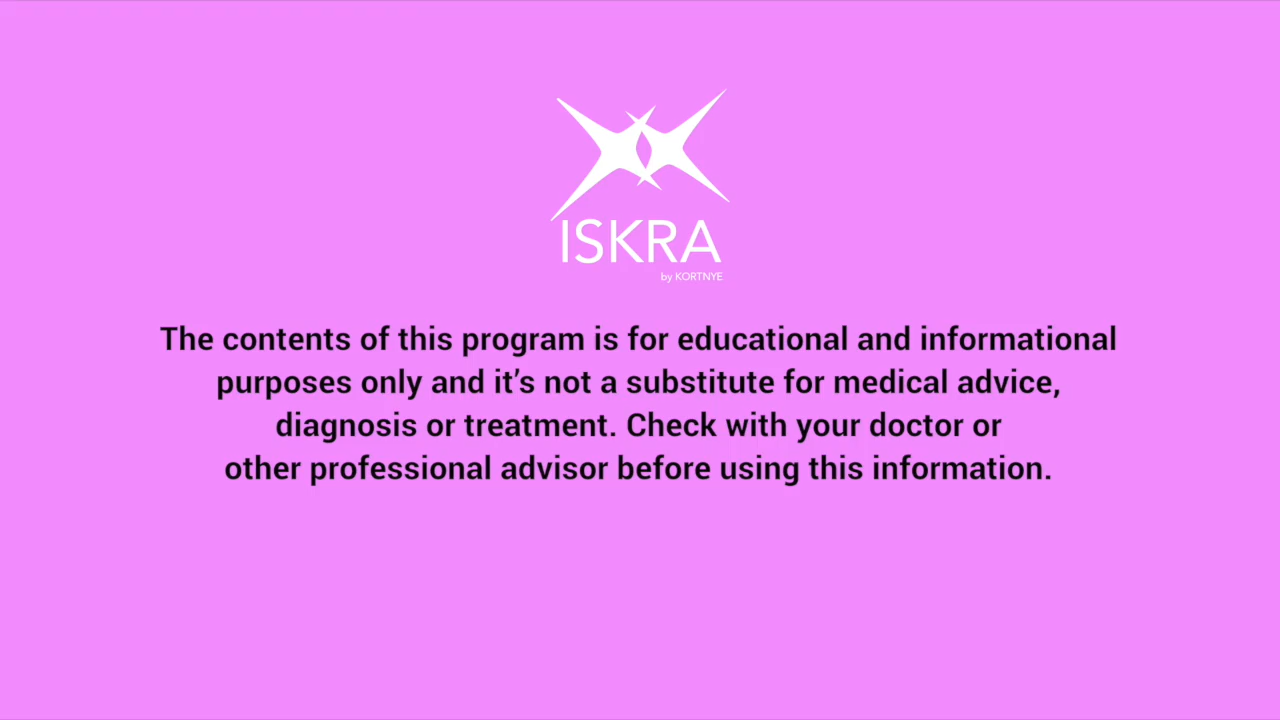 ISKRA
by KORTNYE
The contents of this program is for educational and informational
purposes only and it’s not a substitute for medical advice,
diagnosis or treatment. Check with your doctor or
other professional advisor before using this information.